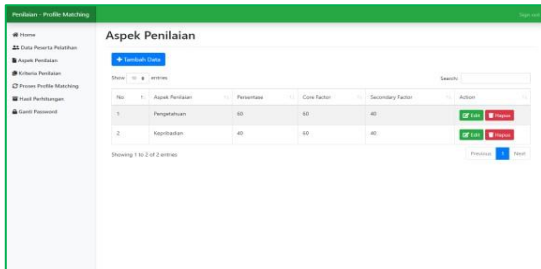 Penilaian - Profile Matching
Sign out
Home
Data Peserta Pelatihan
Aspek Penilaian
Kriteria Penilaian
Proses Profile Matching
Hasil Perhitungan
Ganti Password
Aspek Penilaian
+ Tambah Data
Show 10 entries
Search:
No Aspek Penilaian Persentase Core Factor Secondary Factor Action
1 Pengetahuan 60 60 40 Edit Hapus
2 Kepribadian 40 60 40 Edit Hapus
Showing 1 to 2 of 2 entries
Previous 1 Next